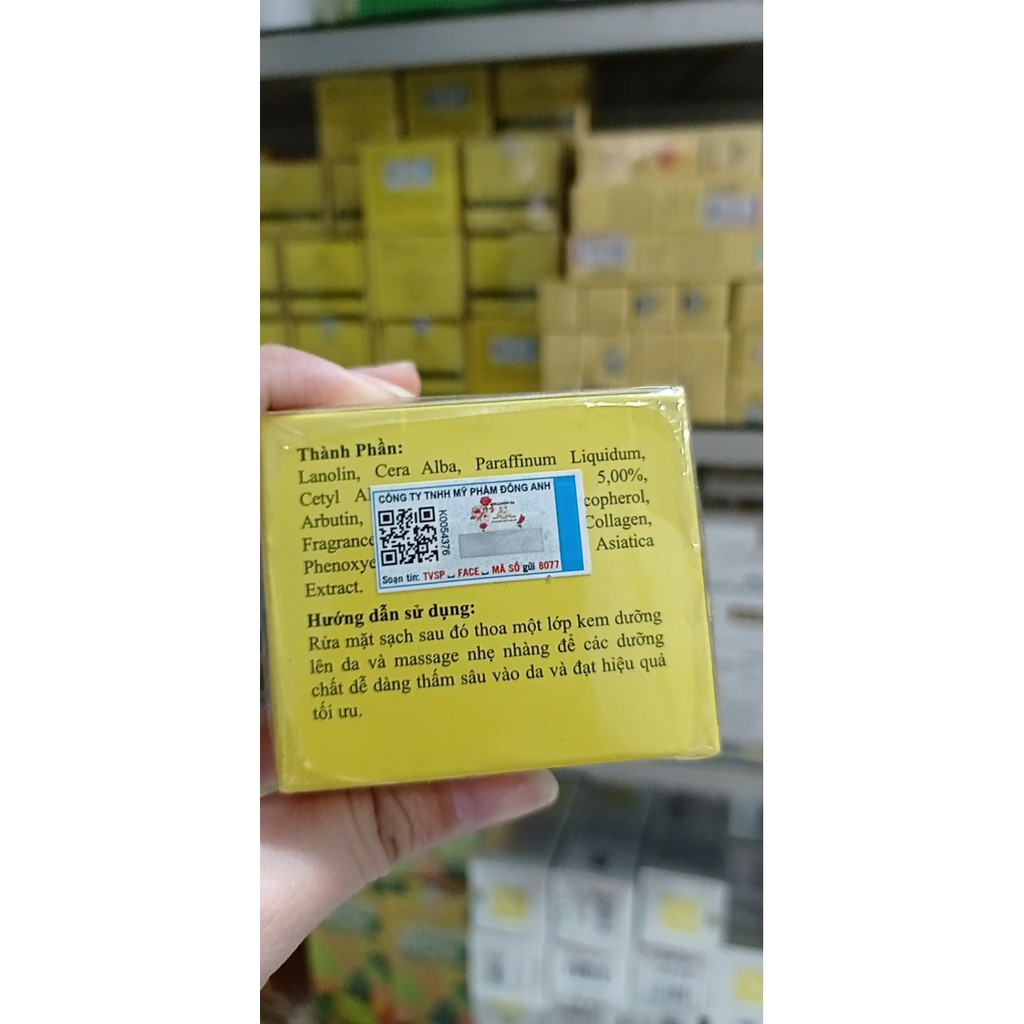 Thành Phần:
Lanolin, Cera Alba, Paraffinum Liquidum,
Cetyl 5,00%,
Arbutin,
Fragrance Collagen,
Asiatica
Extract.
CÔNG TY TNHH MỸ PHẨM ĐÔNG ANH
K0054376
Soạn tin: TVSP _ FACE _ MÃ SỐ gửi 8077
Hướng dẫn sử dụng:
Rửa mặt sạch sau đó thoa một lớp kem dưỡng
lên da và massage nhẹ nhàng để các dưỡng
chất dễ dàng thấm sâu vào da và đạt hiệu quả
tối ưu.